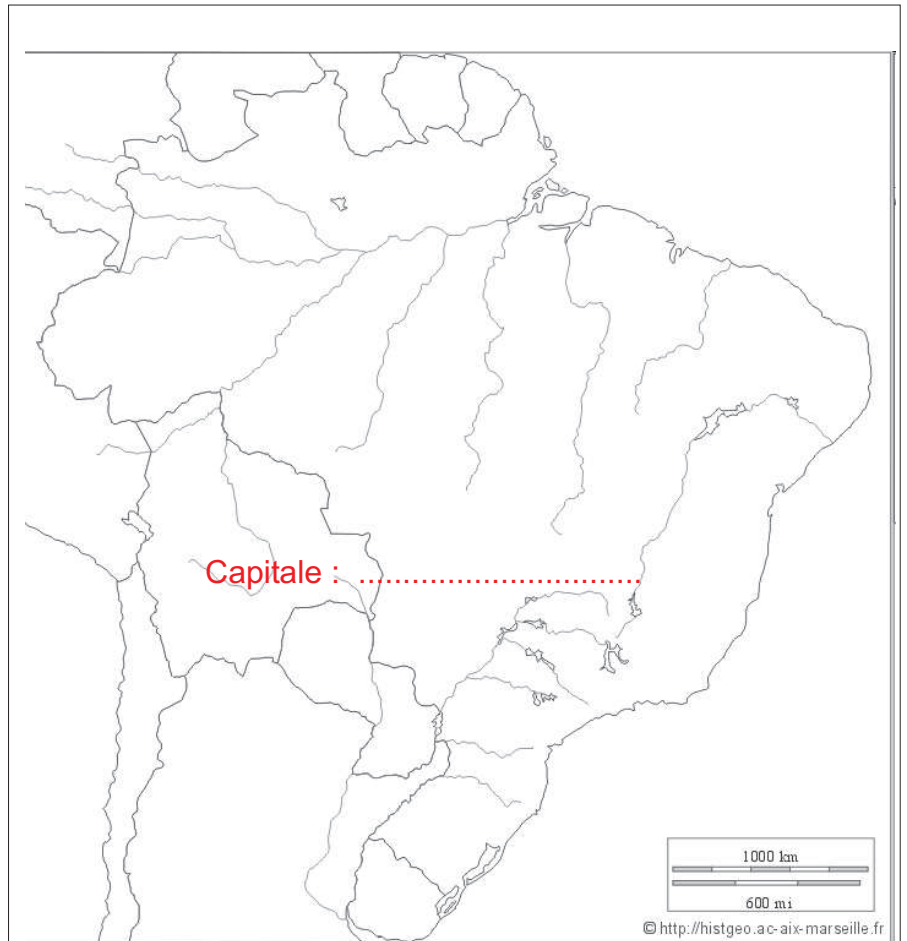 Capitale : ................................
1000 km
600 mi
© http://histgeo.ac-aix-marseille.fr